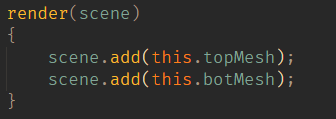 render(scene)
{
    scene.add(this.topMesh);
    scene.add(this.botMesh);
}